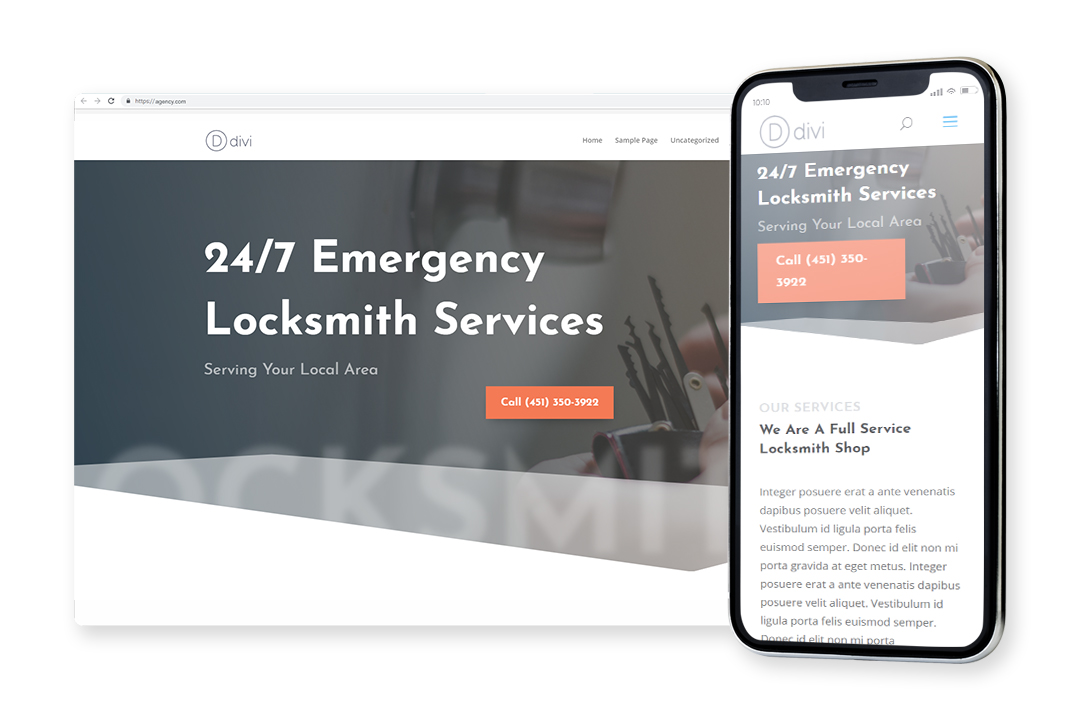 https://agency.com
D divi
Home Sample Page Uncategorized
24/7 Emergency
Locksmith Services
Serving Your Local Area
Call (451) 350-3922
OCKSMIT
10:10
D divi
24/7 Emergency
Locksmith Services
Serving Your Local Area
Call (451) 350-
3922
OUR SERVICES
We Are A Full Service
Locksmith Shop
Integer posuere erat a ante venenatis
dapibus posuere velit aliquet.
Vestibulum id ligula porta felis
euismod semper. Donec id elit non mi
porta gravida at eget metus. Integer
posuere erat a ante venenatis dapibus
posuere velit aliquet. Vestibulum id
ligula porta felis euismod semper.
Donec id elit non mi porta